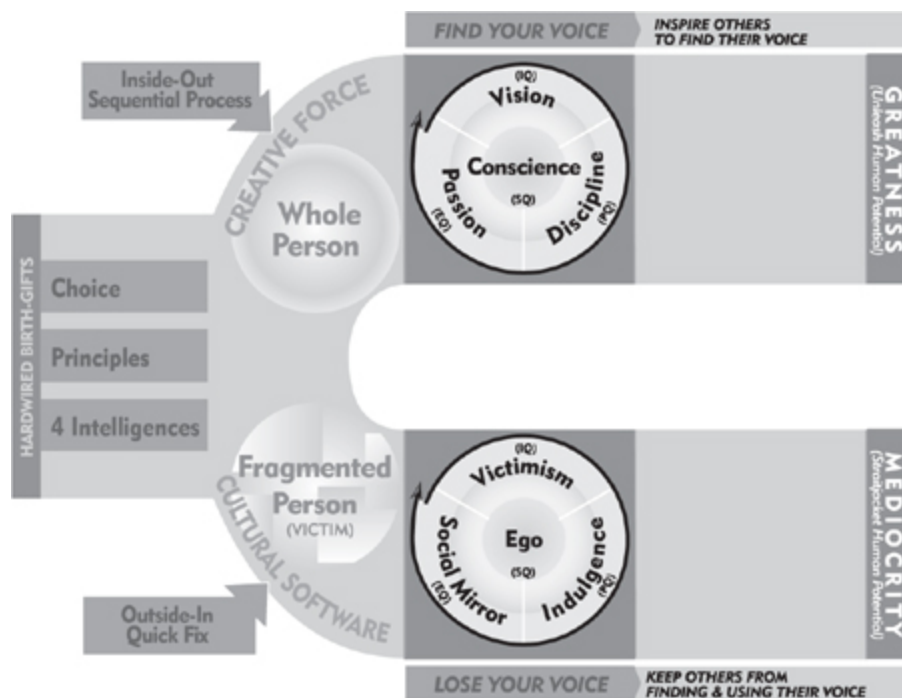 FIND YOUR VOICE
INSPIRE OTHERS
TO FIND THEIR VOICE
Inside-Out
Sequential Process
CREATIVE FORCE
Whole
Person
(IQ)
Vision
Conscience
(SQ)
Passion
(EQ)
Discipline
(PQ)
GREATNESS
(Unleash Human Potential)
HARDWIRED BIRTH-GIFTS
Choice
Principles
4 Intelligences
Fragmented
Person
(VICTIM)
CULTURAL SOFTWARE
Outside-In
Quick Fix
(IQ)
Victimism
Ego
(SQ)
Social Mirror
(EQ)
Indulgence
(PQ)
MEDIOCRITY
(Straitjacket Human Potential)
LOSE YOUR VOICE
KEEP OTHERS FROM
FINDING & USING THEIR VOICE